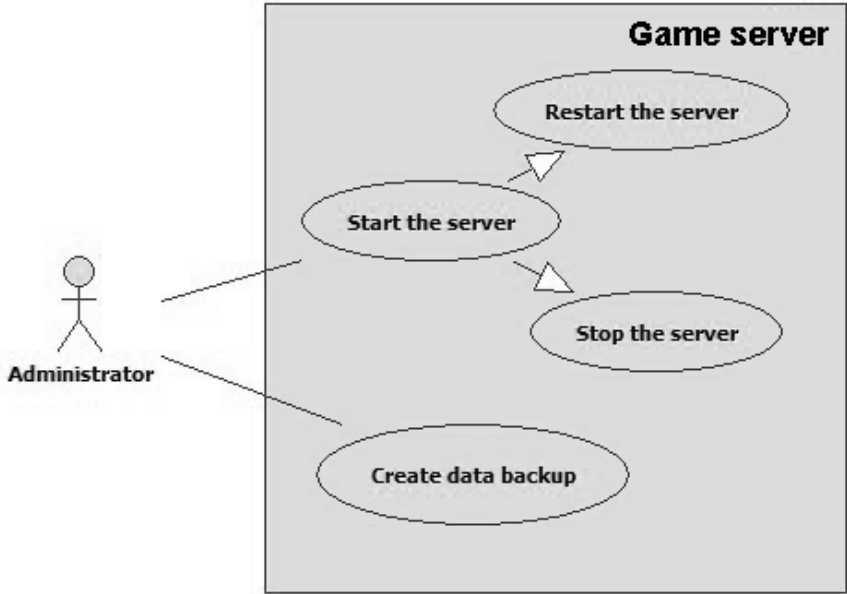 Game server
Restart the server
Start the server
Stop the server
Administrator
Create data backup